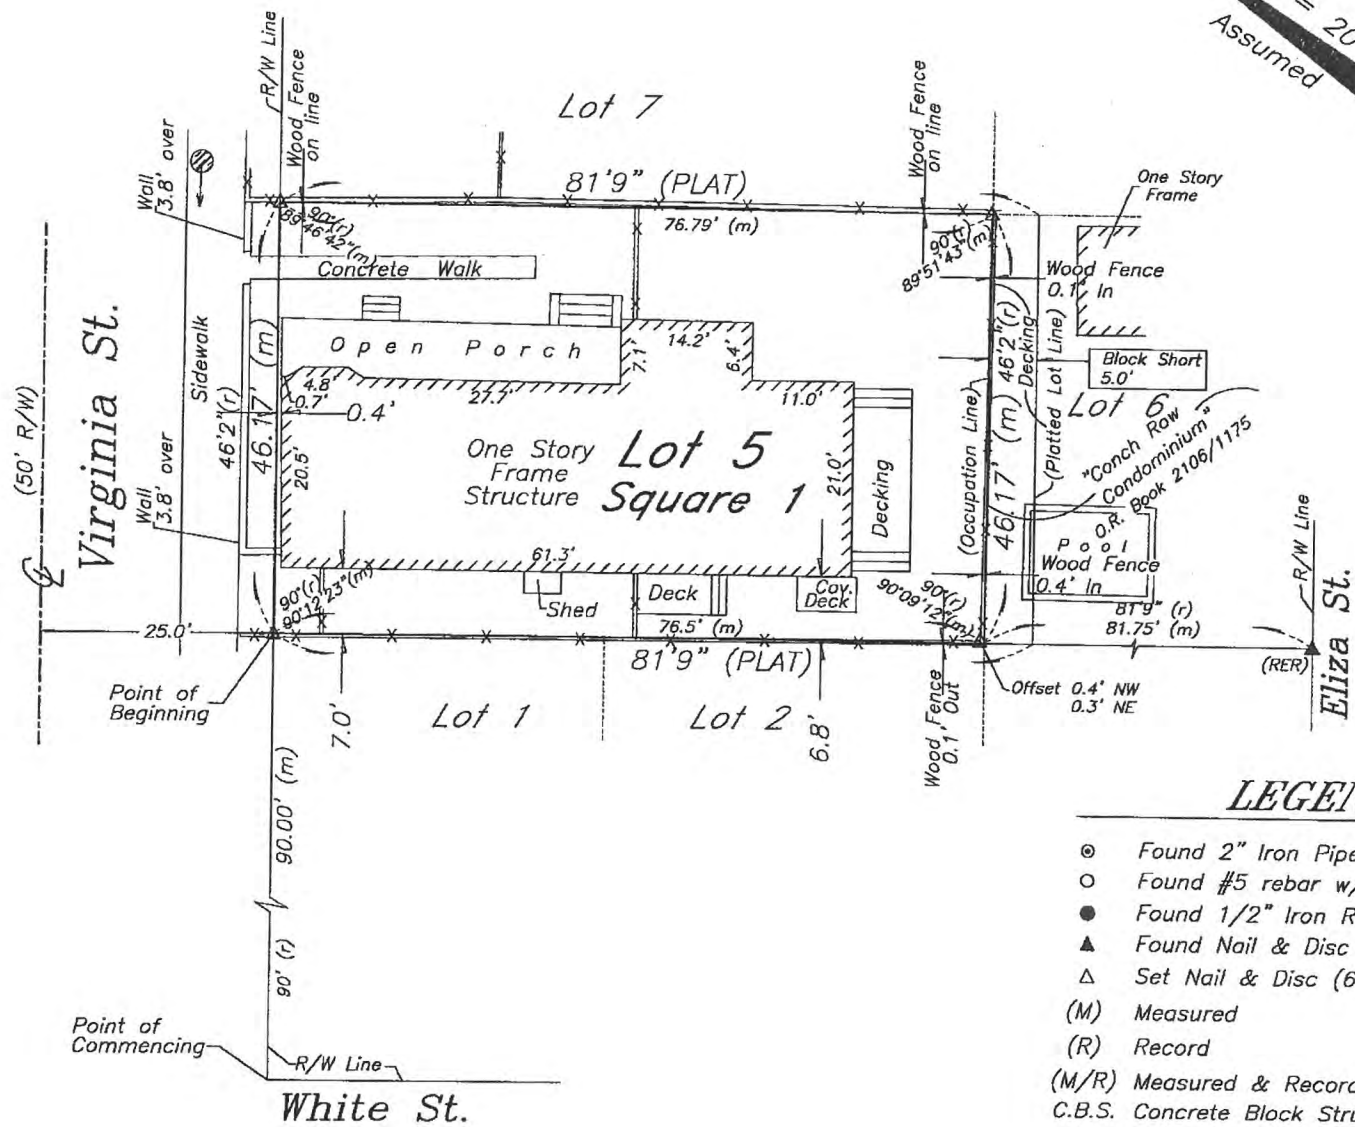 = 20
Assumed
R/W Line
Wood Fence
on line
Lot 7
Wood Fence
on line
Wall
3.8' over
81'9" (PLAT)
76.79' (m)
One Story
Frame
90°(r)
89°46'42"(m)
90°(r)
89°51'43"(m)
Concrete Walk
Wood Fence
0.1' In
(50' R/W)
Virginia St.
Sidewalk
46'2"(r)
46.17' (m)
Open Porch
14.2'
7.1'
6.4'
4.8'
0.7'
27.7'
11.0'
0.4'
46'2"(r)
Decking
(Platted Lot Line)
Block Short
5.0'
Lot 6
One Story
Frame
Structure
Lot 5
Square 1
20.5'
21.0'
Decking
(Occupation Line)
46.17' (m)
"Conch Row
Condominium"
O.R. Book 2106/1175
Wall
3.8' over
61.3'
Pool
Wood Fence
0.4' In
R/W Line
Eliza St.
90°(r)
90°12'23"(m)
Shed
Deck
Cov.
Deck
90°(r)
90°09'12"(m)
81'9" (r)
81.75' (m)
25.0'
76.5' (m)
81'9" (PLAT)
(RER)
Point of
Beginning
7.0'
Lot 1
Lot 2
6.8'
Wood Fence
0.1' Out
Offset 0.4' NW
0.3' NE
90.00' (m)
90' (r)
Point of
Commencing
R/W Line
White St.
LEGEN
Found 2" Iron Pipe
Found #5 rebar w/
Found 1/2" Iron R
Found Nail & Disc
Set Nail & Disc (6
(M) Measured
(R) Record
(M/R) Measured & Record
C.B.S. Concrete Block Stru